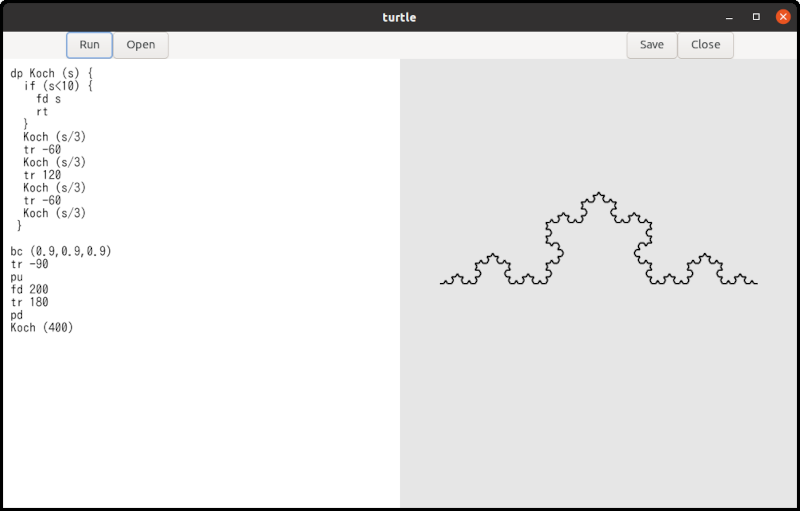 turtle
Run Open Save Close
dp Koch (s) {
  if (s<10) {
    fd s
    rt
  }
  Koch (s/3)
  tr -60
  Koch (s/3)
  tr 120
  Koch (s/3)
  tr -60
  Koch (s/3)
 }

bc (0.9,0.9,0.9)
tr -90
pu
fd 200
tr 180
pd
Koch (400)